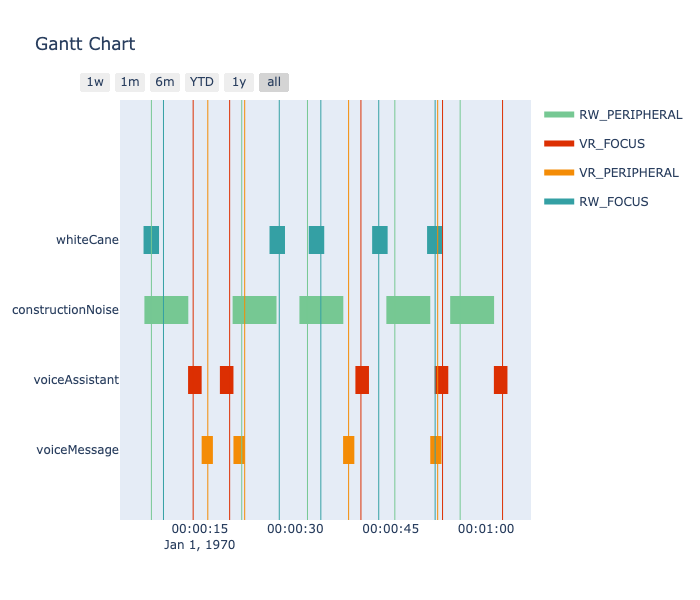 Gantt Chart
1w 1m 6m YTD 1y all
RW_PERIPHERAL
VR_FOCUS
VR_PERIPHERAL
RW_FOCUS
whiteCane
constructionNoise
voiceAssistant
voiceMessage
00:00:15 00:00:30 00:00:45 00:01:00
Jan 1, 1970